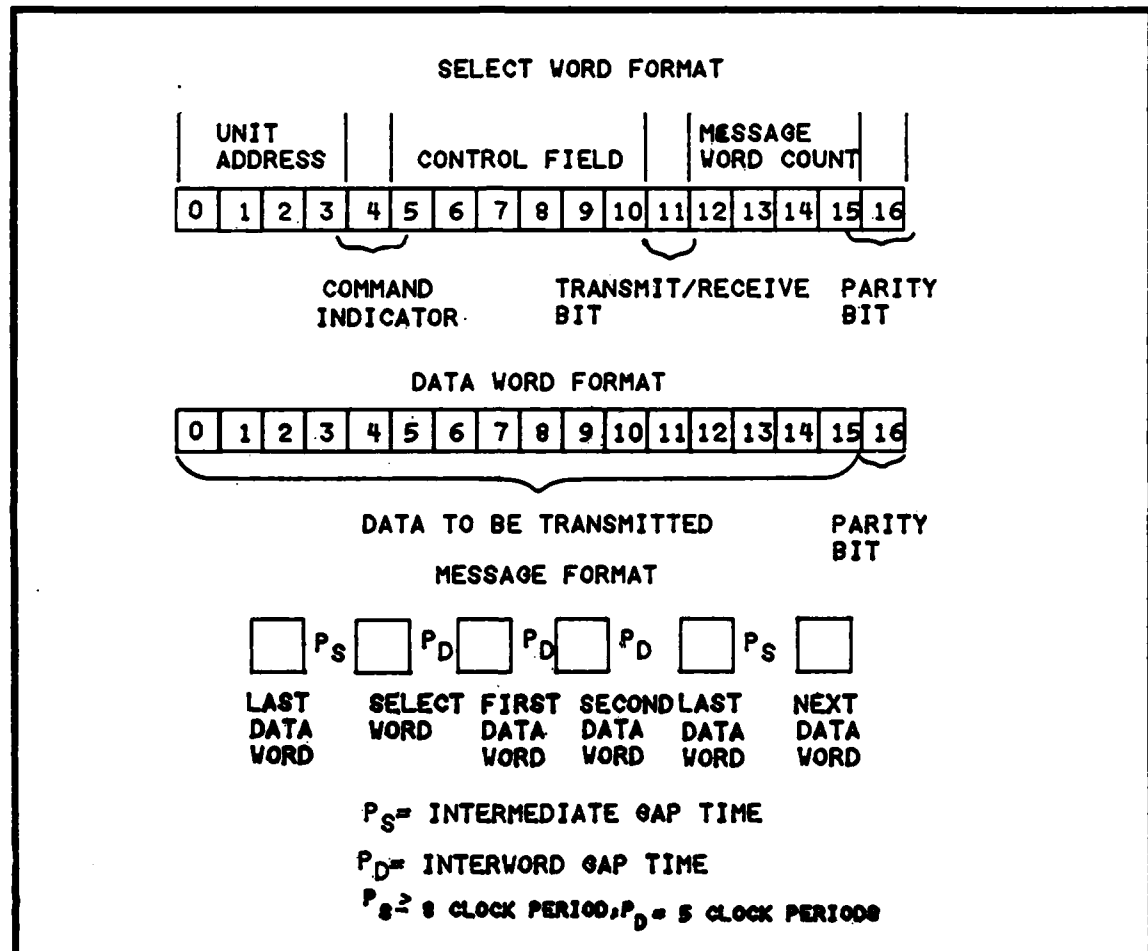 SELECT WORD FORMAT
UNIT ADDRESS
CONTROL FIELD
MESSAGE WORD COUNT
0 1 2 3 4 5 6 7 8 9 10 11 12 13 14 15 16
COMMAND INDICATOR
TRANSMIT/RECEIVE BIT
PARITY BIT
DATA WORD FORMAT
0 1 2 3 4 5 6 7 8 9 10 11 12 13 14 15 16
DATA TO BE TRANSMITTED
PARITY BIT
MESSAGE FORMAT
PS PD PD PD PS
LAST DATA WORD
SELECT WORD
FIRST DATA WORD
SECOND DATA WORD
LAST DATA WORD
NEXT DATA WORD
PS= INTERMEDIATE GAP TIME
PD= INTERWORD GAP TIME
PS ≥ 8 CLOCK PERIOD, PD = 5 CLOCK PERIODS